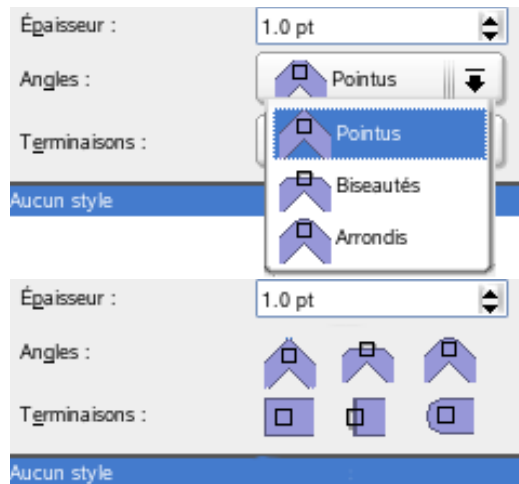 Épaisseur : 1.0 pt
Angles : Pointus
Pointus
Terminaisons :
Biseautés
Aucun style
Arrondis
Épaisseur : 1.0 pt
Angles :
Terminaisons :
Aucun style